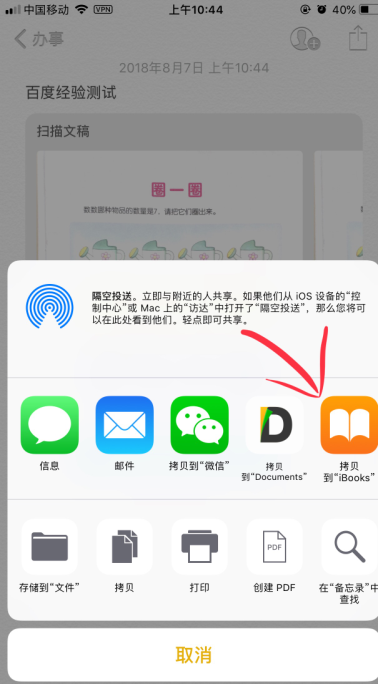 中国移动 VPN 上午10:44 40%
办事
2018年8月7日 上午10:44
百度经验测试
扫描文稿
圈一圈
数数圈种物品的数量是7，请把它们圈出来。
隔空投送。立即与附近的人共享。如果他们从 iOS 设备的“控
制中心”或 Mac 上的“访达”中打开了“隔空投送”，那么您将可
以在此处看到他们。轻点即可共享。
信息
邮件
拷贝到“微信”
拷贝
到“Documents”
拷贝
到“iBooks”
存储到“文件”
拷贝
打印
PDF
创建 PDF
在“备忘录”中
查找
取消